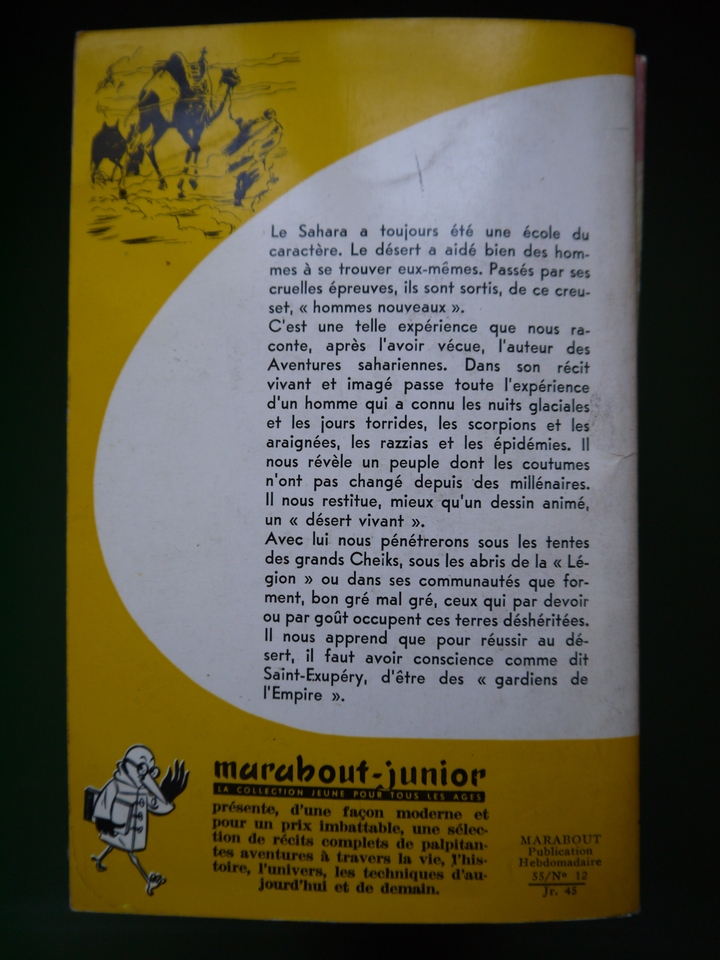 Le Sahara a toujours été une école du
caractère. Le désert a aidé bien des hom-
mes à se trouver eux-mêmes. Passés par ses
cruelles épreuves, ils sont sortis, de ce creu-
set, « hommes nouveaux ».
C'est une telle expérience que nous ra-
conte, après l'avoir vécue, l'auteur des
Aventures sahariennes. Dans son récit
vivant et imagé passe toute l'expérience
d'un homme qui a connu les nuits glaciales
et les jours torrides, les scorpions et les
araignées, les razzias et les épidémies. Il
nous révèle un peuple dont les coutumes
n'ont pas changé depuis des millénaires.
Il nous restitue, mieux qu'un dessin animé,
un « désert vivant ».
Avec lui nous pénétrerons sous les tentes
des grands Cheiks, sous les abris de la « Lé-
gion » ou dans ses communautés que for-
ment, bon gré mal gré, ceux qui par devoir
ou par goût occupent ces terres déshéritées.
Il nous apprend que pour réussir au dé-
sert, il faut avoir conscience comme dit
Saint-Exupéry, d'être des « gardiens de
l'Empire ».
marabout-junior
LA COLLECTION JEUNE POUR TOUS LES AGES
présente, d'une façon moderne et
pour un prix imbattable, une sélec-
tion de récits complets de palpitan-
tes aventures à travers la vie, l'his-
toire, l'univers, les techniques d'au-
jourd'hui et de demain.
MARABOUT
Publication
Hebdomadaire
55/Nº 12
Jr. 45